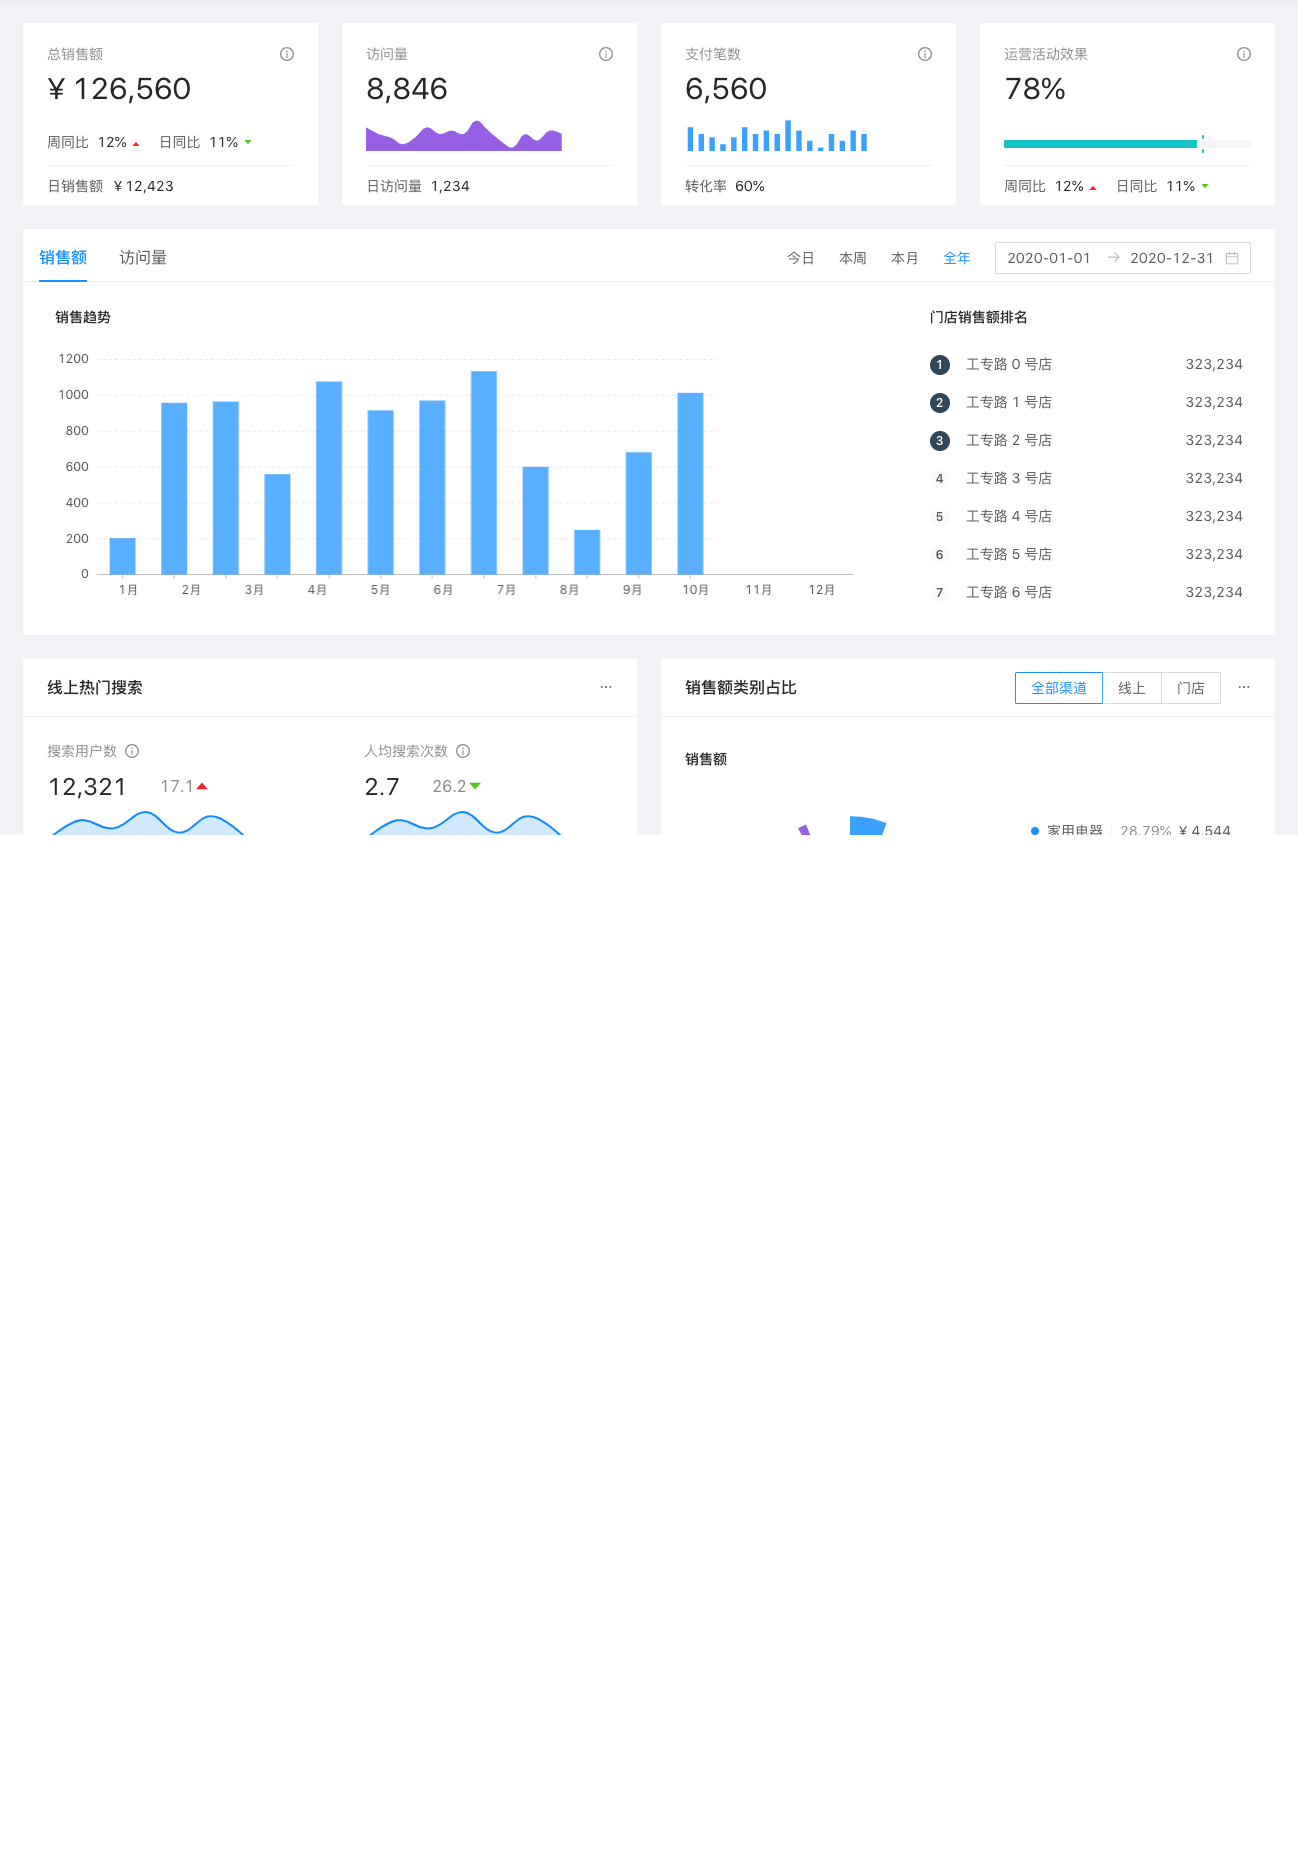 总销售额
¥ 126,560
周同比 12% 日同比 11%
日销售额 ¥ 12,423
访问量
8,846
日访问量 1,234
支付笔数
6,560
转化率 60%
运营活动效果
78%
周同比 12% 日同比 11%
销售额 访问量 今日 本周 本月 全年 2020-01-01 2020-12-31
销售趋势
1200
1000
800
600
400
200
0
1月 2月 3月 4月 5月 6月 7月 8月 9月 10月 11月 12月
门店销售额排名
1 工专路 0 号店 323,234
2 工专路 1 号店 323,234
3 工专路 2 号店 323,234
4 工专路 3 号店 323,234
5 工专路 4 号店 323,234
6 工专路 5 号店 323,234
7 工专路 6 号店 323,234
线上热门搜索
搜索用户数
12,321 17.1
人均搜索次数
2.7 26.2
销售额类别占比 全部渠道 线上 门店
销售额
家用电器 28.79% ¥ 4,544